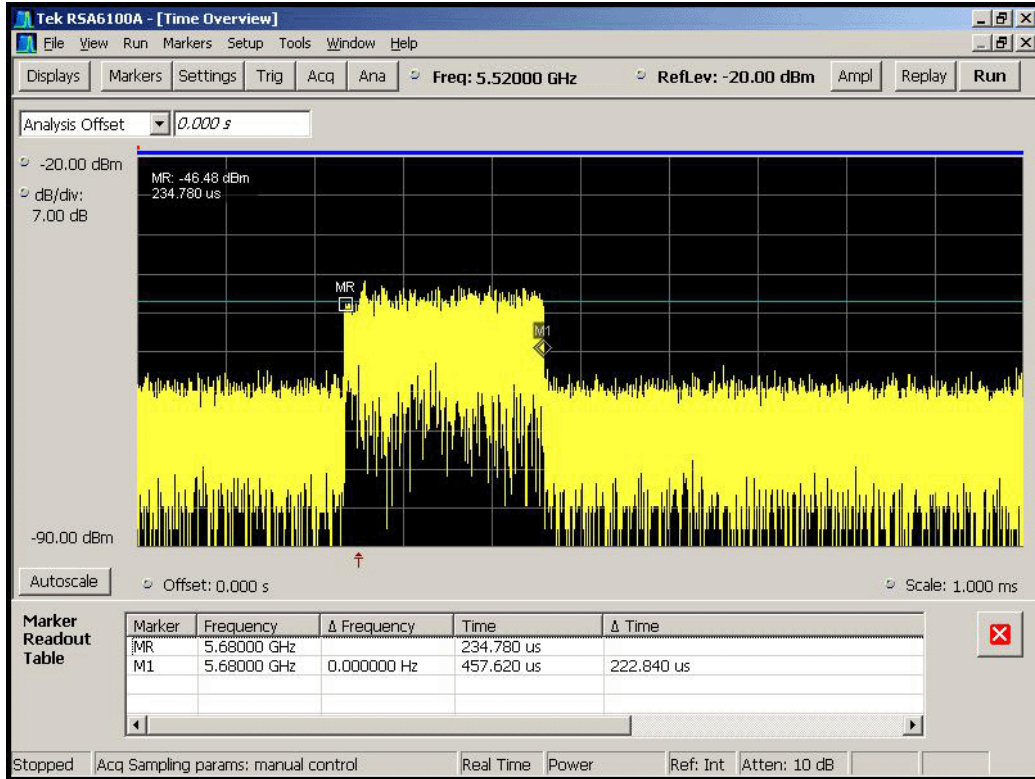 Tek RSA6100A - [Time Overview]
File View Run Markers Setup Tools Window Help
Displays Markers Settings Trig Acq Ana Freq: 5.52000 GHz RefLev: -20.00 dBm Ampl Replay Run
Analysis Offset 0.000 s
-20.00 dBm
dB/div:
7.00 dB
MR: -46.48 dBm
234.780 us
MR
M1
-90.00 dBm
Autoscale Offset: 0.000 s Scale: 1.000 ms
Marker Readout Table
Marker Frequency Δ Frequency Time Δ Time
MR 5.68000 GHz 234.780 us
M1 5.68000 GHz 0.000000 Hz 457.620 us 222.840 us
Stopped Acq Sampling params: manual control Real Time Power Ref: Int Atten: 10 dB